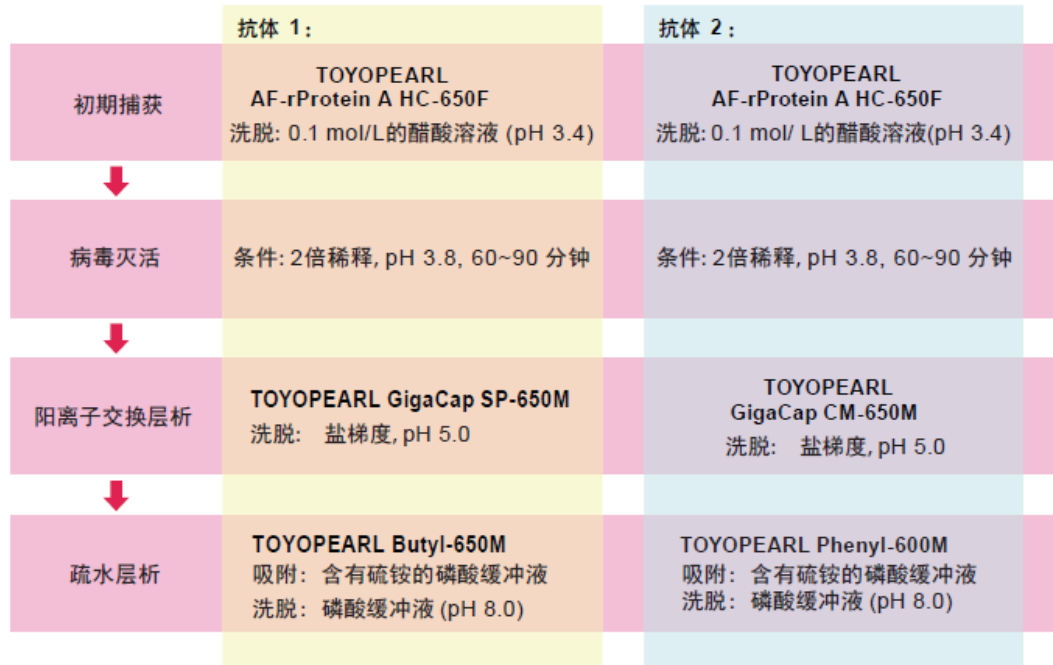 抗体 1：
抗体 2：
初期捕获
TOYOPEARL
AF-rProtein A HC-650F
洗脱: 0.1 mol/L的醋酸溶液 (pH 3.4)
TOYOPEARL
AF-rProtein A HC-650F
洗脱: 0.1 mol/ L的醋酸溶液(pH 3.4)
病毒灭活
条件: 2倍稀释, pH 3.8, 60~90 分钟
条件: 2倍稀释, pH 3.8, 60~90 分钟
阳离子交换层析
TOYOPEARL GigaCap SP-650M
洗脱: 盐梯度, pH 5.0
TOYOPEARL
GigaCap CM-650M
洗脱: 盐梯度, pH 5.0
疏水层析
TOYOPEARL Butyl-650M
吸附：含有硫铵的磷酸缓冲液
洗脱：磷酸缓冲液 (pH 8.0)
TOYOPEARL Phenyl-600M
吸附：含有硫铵的磷酸缓冲液
洗脱：磷酸缓冲液 (pH 8.0)